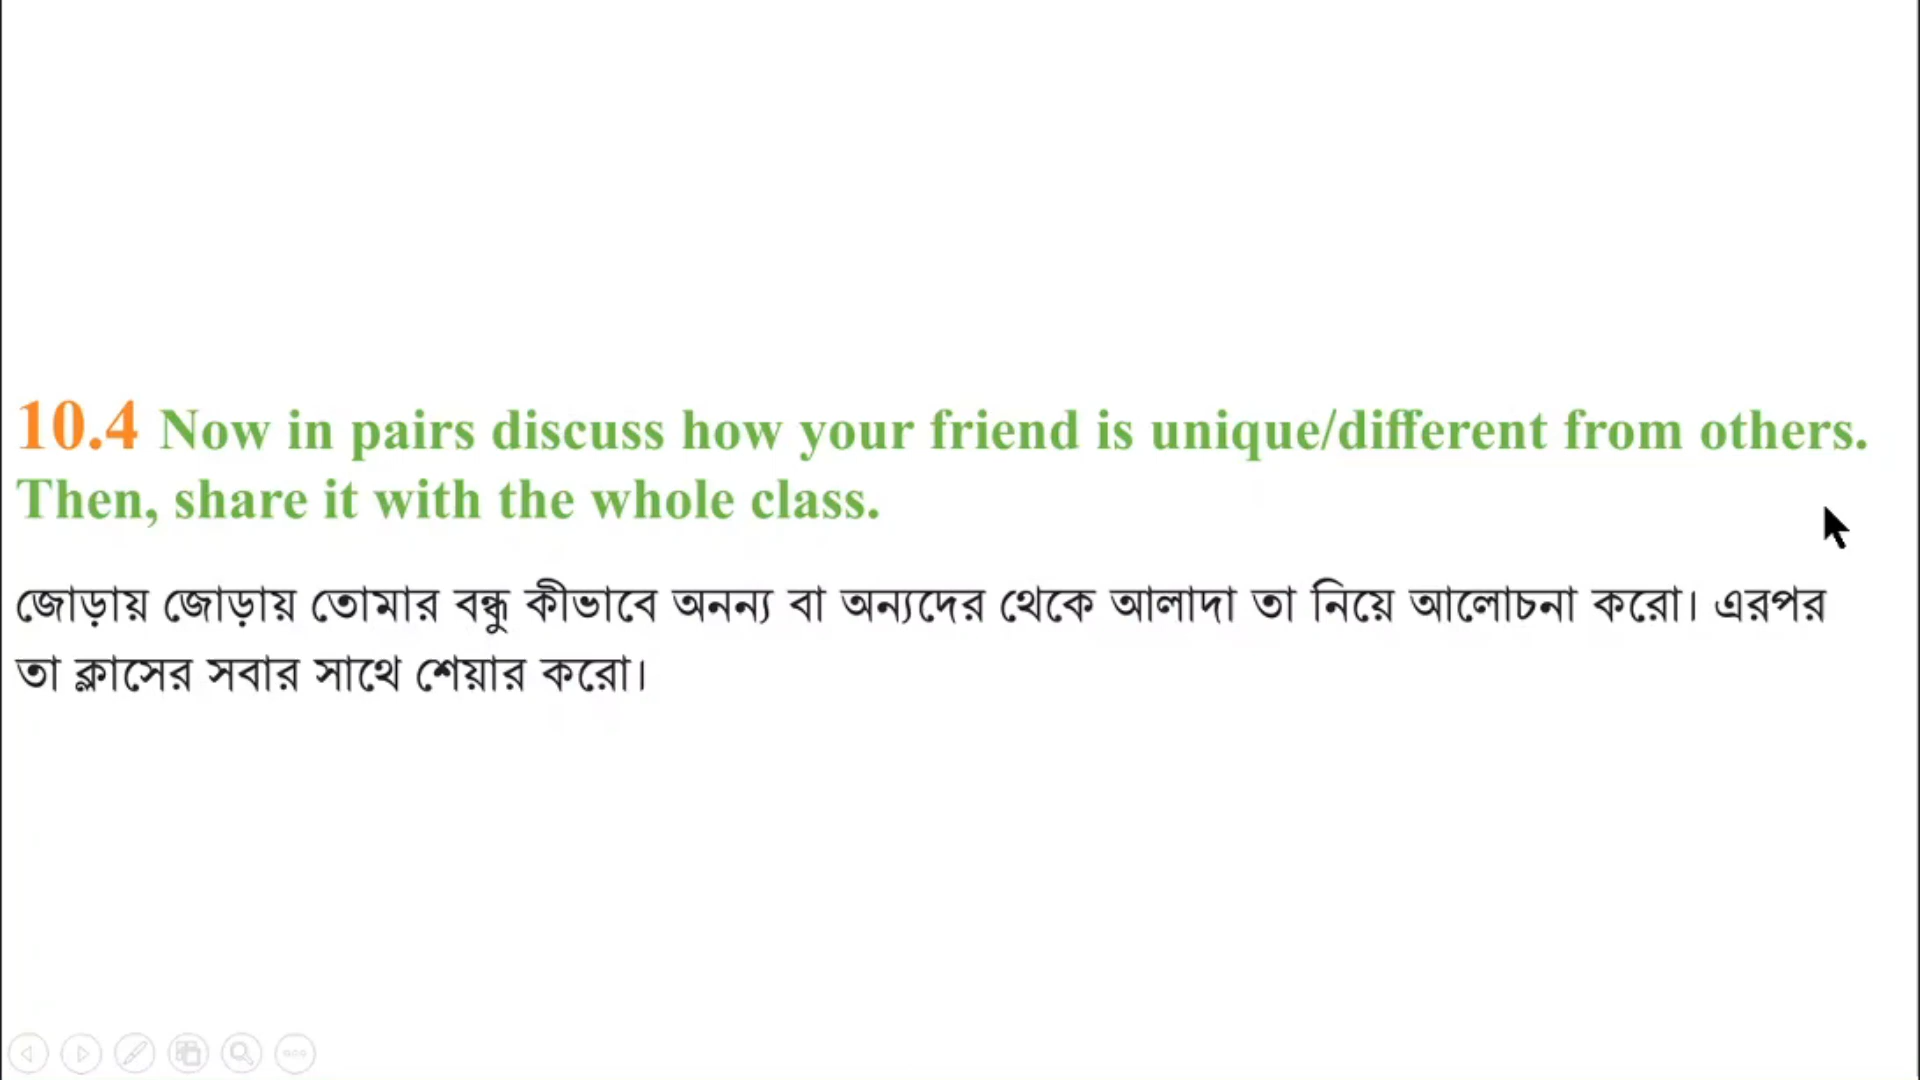 10.4 Now in pairs discuss how your friend is unique/different from others.
Then, share it with the whole class.
জোড়ায় জোড়ায় তোমার বন্ধু কীভাবে অনন্য বা অন্যদের থেকে আলাদা তা নিয়ে আলোচনা করো। এরপর
তা ক্লাসের সবার সাথে শেয়ার করো।